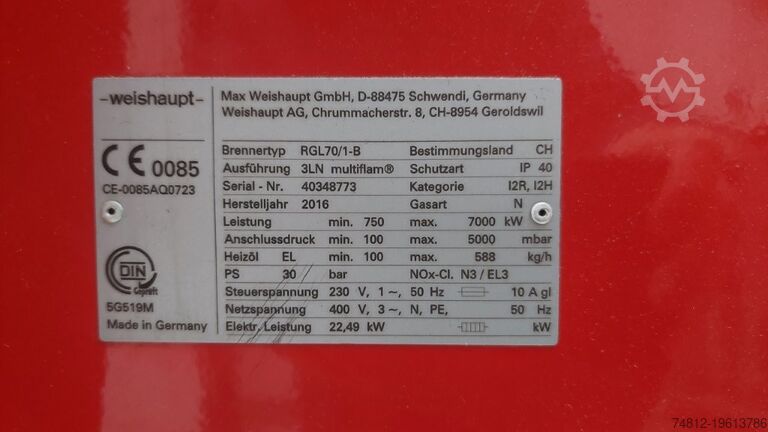 -weishaupt-
CE 0085
CE-0085AQ0723
DIN
Geprüft
5G519M
Made in Germany
Max Weishaupt GmbH, D-88475 Schwendi, Germany
Weishaupt AG, Chrummacherstr. 8, CH-8954 Geroldswil
Brennertyp RGL70/1-B Bestimmungsland CH
Ausführung 3LN multiflam® Schutzart IP 40
Serial - Nr. 40348773 Kategorie I2R, I2H
Herstelljahr 2016 Gasart N
Leistung min. 750 max. 7000 kW
Anschlussdruck min. 100 max. 5000 mbar
Heizöl EL min. 100 max. 588 kg/h
PS 30 bar NOx-Cl. N3 / EL3
Steuerspannung 230 V, 1~, 50 Hz 10 A gl
Netzspannung 400 V, 3~, N, PE, 50 Hz
Elektr. Leistung 22,49 kW kW
Machineseeker
74812-19613786